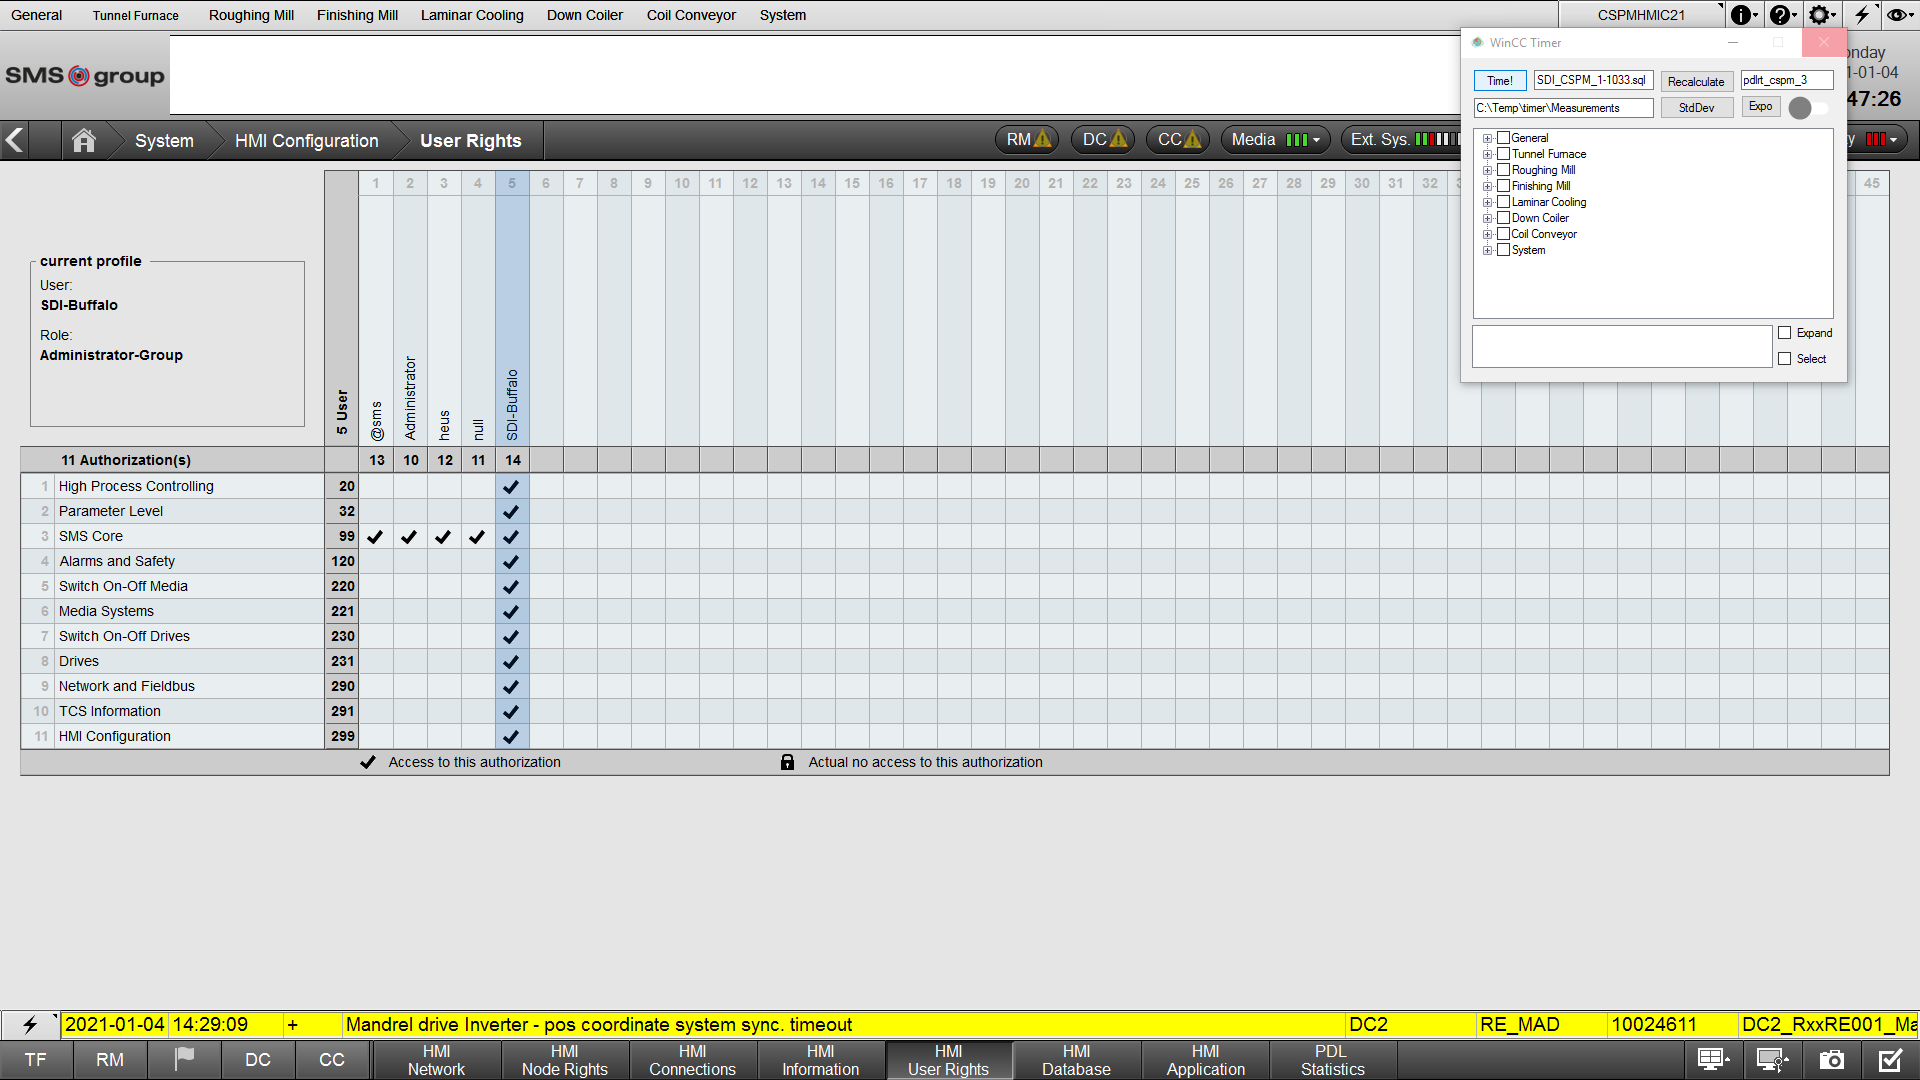 General Tunnel Furnace Roughing Mill Finishing Mill Laminar Cooling Down Coiler Coil Conveyor System CSPMHMIC21
SMS group
WinCC Timer
Time! SDI_CSPM_1-1033.sql Recalculate pdlrt_cspm_3
C:\Temp\timer\Measurements StdDev Expo
General
Tunnel Furnace
Roughing Mill
Finishing Mill
Laminar Cooling
Down Coiler
Coil Conveyor
System
Expand
Select
nday
1-01-04
47:26
System HMI Configuration User Rights RM DC CC Media Ext. Sys. y
1 2 3 4 5 6 7 8 9 10 11 12 13 14 15 16 17 18 19 20 21 22 23 24 25 26 27 28 29 30 31 32 45
current profile
User:
SDI-Buffalo
Role:
Administrator-Group
5 User @sms Administrator heus null SDI-Buffalo
11 Authorization(s) 13 10 12 11 14
1 High Process Controlling 20
2 Parameter Level 32
3 SMS Core 99
4 Alarms and Safety 120
5 Switch On-Off Media 220
6 Media Systems 221
7 Switch On-Off Drives 230
8 Drives 231
9 Network and Fieldbus 290
10 TCS Information 291
11 HMI Configuration 299
Access to this authorization Actual no access to this authorization
2021-01-04 14:29:09 + Mandrel drive Inverter - pos coordinate system sync. timeout DC2 RE_MAD 10024611 DC2_RxxRE001_Ma
TF RM DC CC HMI Network HMI Node Rights HMI Connections HMI Information HMI User Rights HMI Database HMI Application PDL Statistics